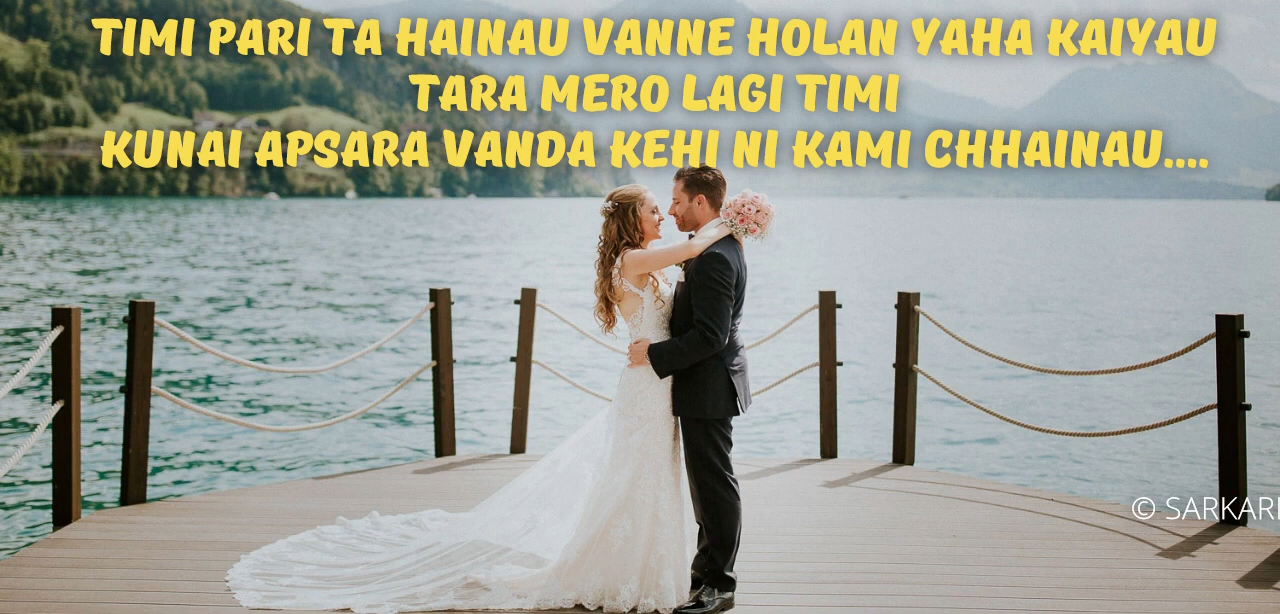 TIMI PARI TA HAINAU VANNE HOLAN YAHA KAIYAU
TARA MERO LAGI TIMI
KUNAI APSARA VANDA KEHI NI KAMI CHHAINAU....
© SARKARI